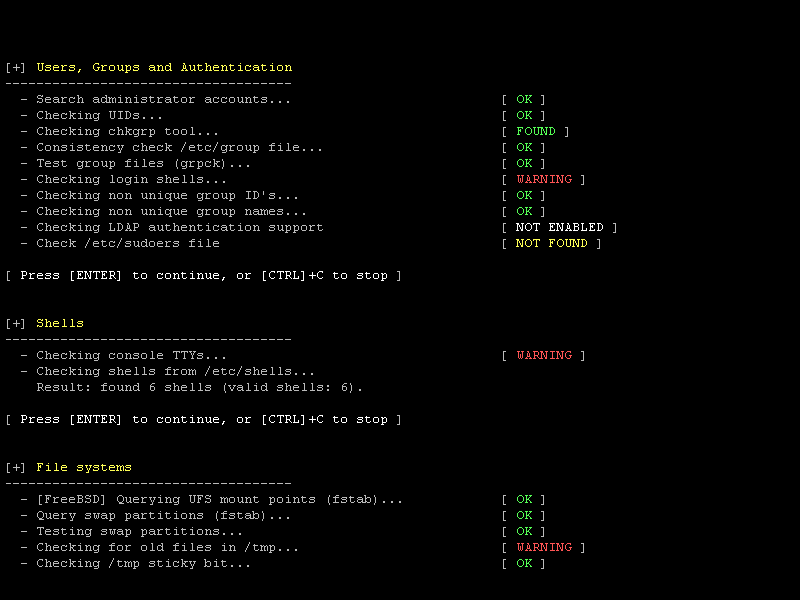 [+] Users, Groups and Authentication
------------------------------------
  - Search administrator accounts...                          [ OK ]
  - Checking UIDs...                                          [ OK ]
  - Checking chkgrp tool...                                   [ FOUND ]
  - Consistency check /etc/group file...                      [ OK ]
  - Test group files (grpck)...                               [ OK ]
  - Checking login shells...                                  [ WARNING ]
  - Checking non unique group ID's...                         [ OK ]
  - Checking non unique group names...                        [ OK ]
  - Checking LDAP authentication support                      [ NOT ENABLED ]
  - Check /etc/sudoers file                                   [ NOT FOUND ]
[ Press [ENTER] to continue, or [CTRL]+C to stop ]
[+] Shells
------------------------------------
  - Checking console TTYs...                                  [ WARNING ]
  - Checking shells from /etc/shells...
    Result: found 6 shells (valid shells: 6).
[ Press [ENTER] to continue, or [CTRL]+C to stop ]
[+] File systems
------------------------------------
  - [FreeBSD] Querying UFS mount points (fstab)...            [ OK ]
  - Query swap partitions (fstab)...                          [ OK ]
  - Testing swap partitions...                                [ OK ]
  - Checking for old files in /tmp...                         [ WARNING ]
  - Checking /tmp sticky bit...                               [ OK ]